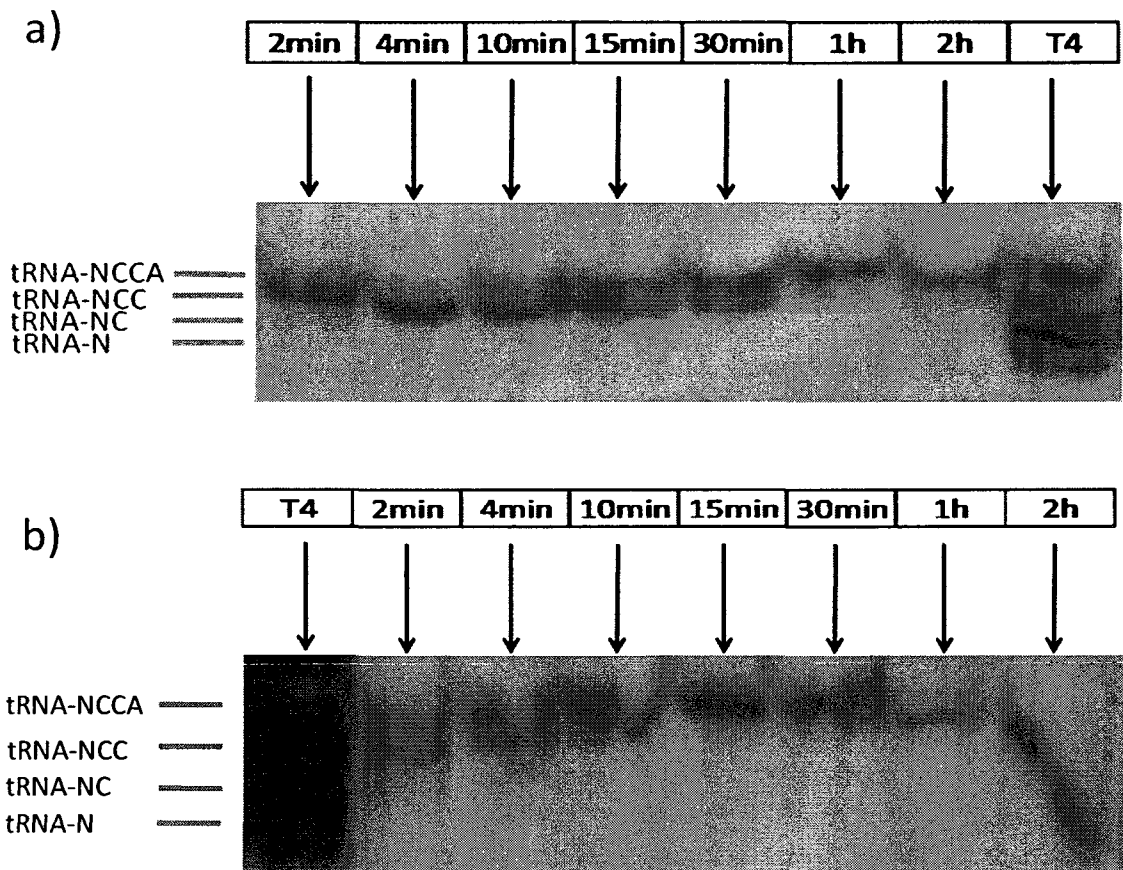 a)
2min 4min 10min 15min 30min 1h 2h T4
tRNA-NCCA
tRNA-NCC
tRNA-NC
tRNA-N
b)
T4 2min 4min 10min 15min 30min 1h 2h
tRNA-NCCA
tRNA-NCC
tRNA-NC
tRNA-N